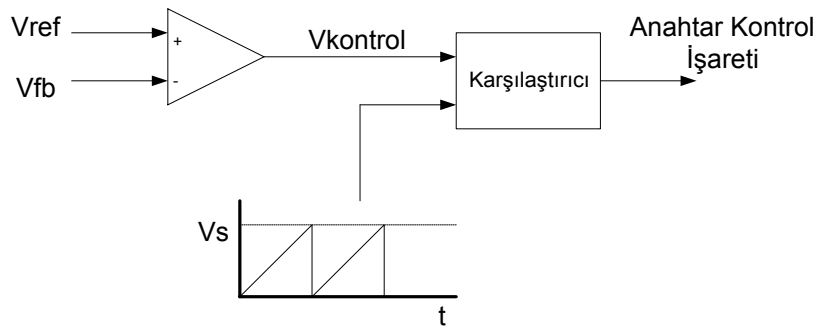 Vref
+
Vfb
-
Vkontrol
Karşılaştırıcı
Anahtar Kontrol
İşareti
Vs
t